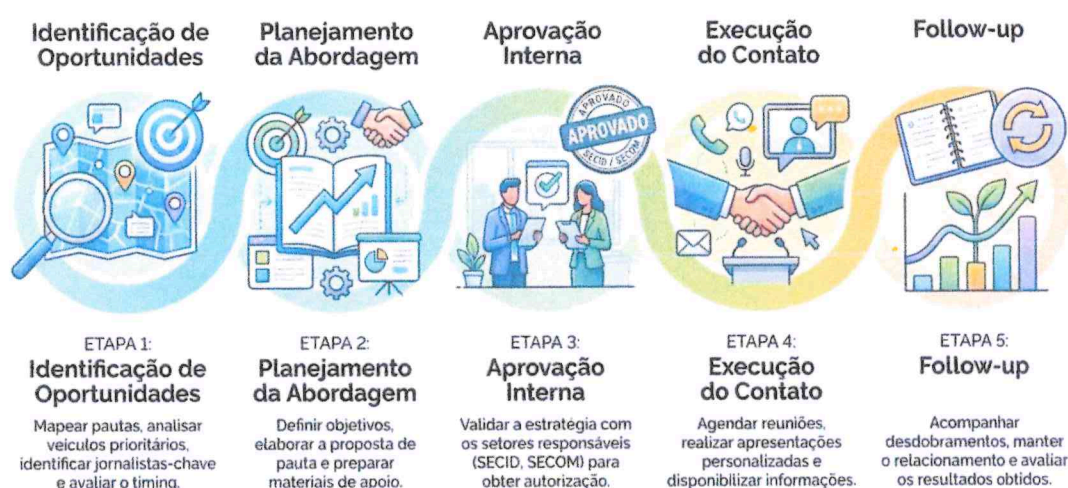 Identificação de
Oportunidades
Planejamento
da Abordagem
Aprovação
Interna
Execução
do Contato
Follow-up
APROVADO
APROVADO
SECID / SECOM
ETAPA 1:
Identificação de
Oportunidades
Mapear pautas, analisar
veículos prioritários,
identificar jornalistas-chave
e avaliar o timing.
ETAPA 2:
Planejamento
da Abordagem
Definir objetivos,
elaborar a proposta de
pauta e preparar
materiais de apoio.
ETAPA 3:
Aprovação
Interna
Validar a estratégia com
os setores responsáveis
(SECID, SECOM) para
obter autorização.
ETAPA 4:
Execução
do Contato
Agendar reuniões,
realizar apresentações
personalizadas e
disponibilizar informações.
ETAPA 5:
Follow-up
Acompanhar
desdobramentos, manter
o relacionamento e avaliar
os resultados obtidos.